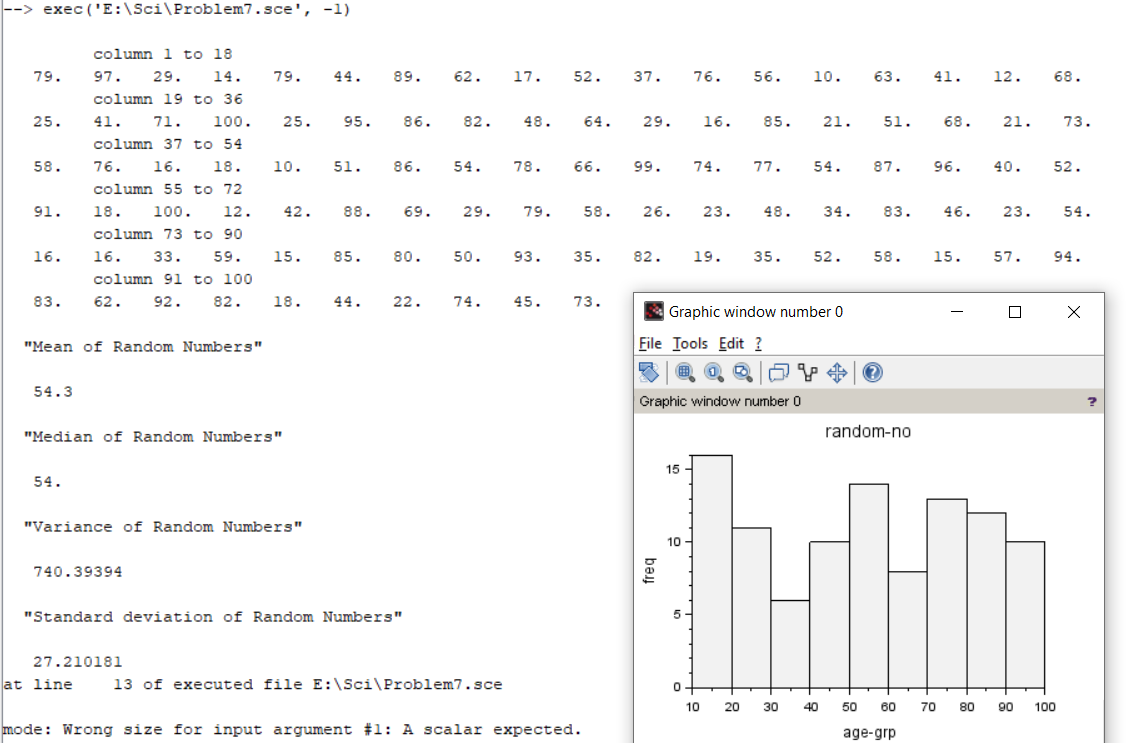 --> exec('E:\Sci\Problem7.sce', -1)
column 1 to 18
79. 97. 29. 14. 79. 44. 89. 62. 17. 52. 37. 76. 56. 10. 63. 41. 12. 68.
column 19 to 36
25. 41. 71. 100. 25. 95. 86. 82. 48. 64. 29. 16. 85. 21. 51. 68. 21. 73.
column 37 to 54
58. 76. 16. 18. 10. 51. 86. 54. 78. 66. 99. 74. 77. 54. 87. 96. 40. 52.
column 55 to 72
91. 18. 100. 12. 42. 88. 69. 29. 79. 58. 26. 23. 48. 34. 83. 46. 23. 54.
column 73 to 90
16. 16. 33. 59. 15. 85. 80. 50. 93. 35. 82. 19. 35. 52. 58. 15. 57. 94.
column 91 to 100
83. 62. 92. 82. 18. 44. 22. 74. 45. 73.
"Mean of Random Numbers"
54.3
"Median of Random Numbers"
54.
"Variance of Random Numbers"
740.39394
"Standard deviation of Random Numbers"
27.210181
at line 13 of executed file E:\Sci\Problem7.sce
mode: Wrong size for input argument #1: A scalar expected.
Graphic window number 0
File Tools Edit ?
Graphic window number 0 ?
random-no
freq
15
10
5
0
10 20 30 40 50 60 70 80 90 100
age-grp